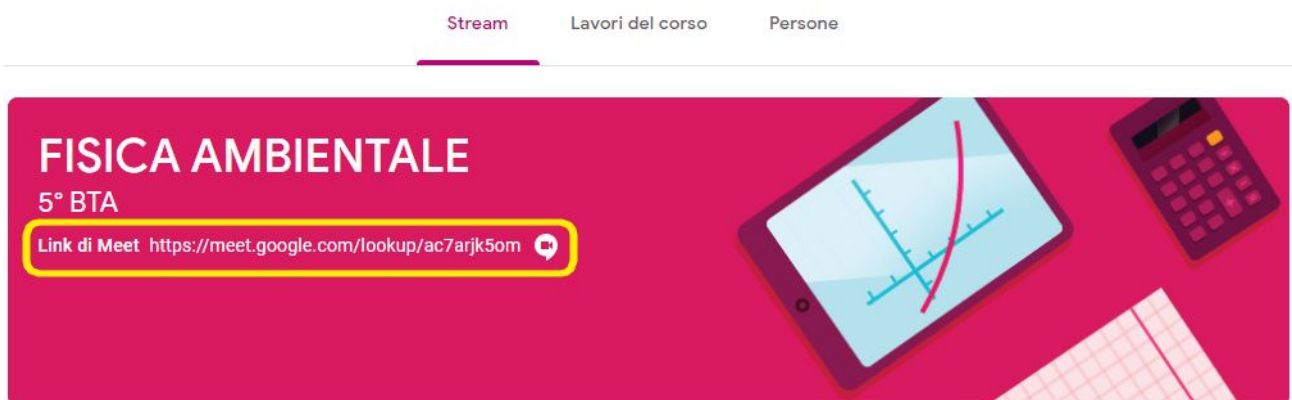 Stream Lavori del corso Persone
FISICA AMBIENTALE
5° BTA
Link di Meet https://meet.google.com/lookup/ac7arjk5om